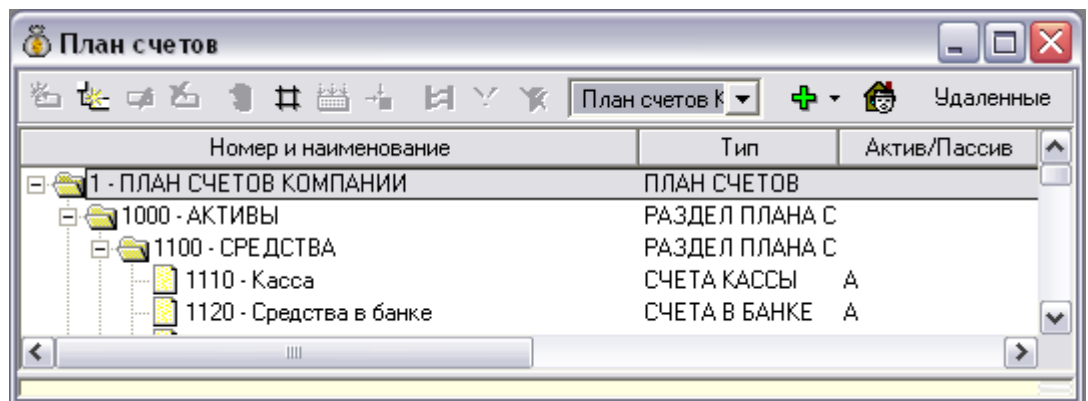 План счетов
План счетов К Удаленные
Номер и наименование Тип Актив/Пассив
1 - ПЛАН СЧЕТОВ КОМПАНИИ ПЛАН СЧЕТОВ
1000 - АКТИВЫ РАЗДЕЛ ПЛАНА С
1100 - СРЕДСТВА РАЗДЕЛ ПЛАНА С
1110 - Касса СЧЕТА КАССЫ А
1120 - Средства в банке СЧЕТА В БАНКЕ А